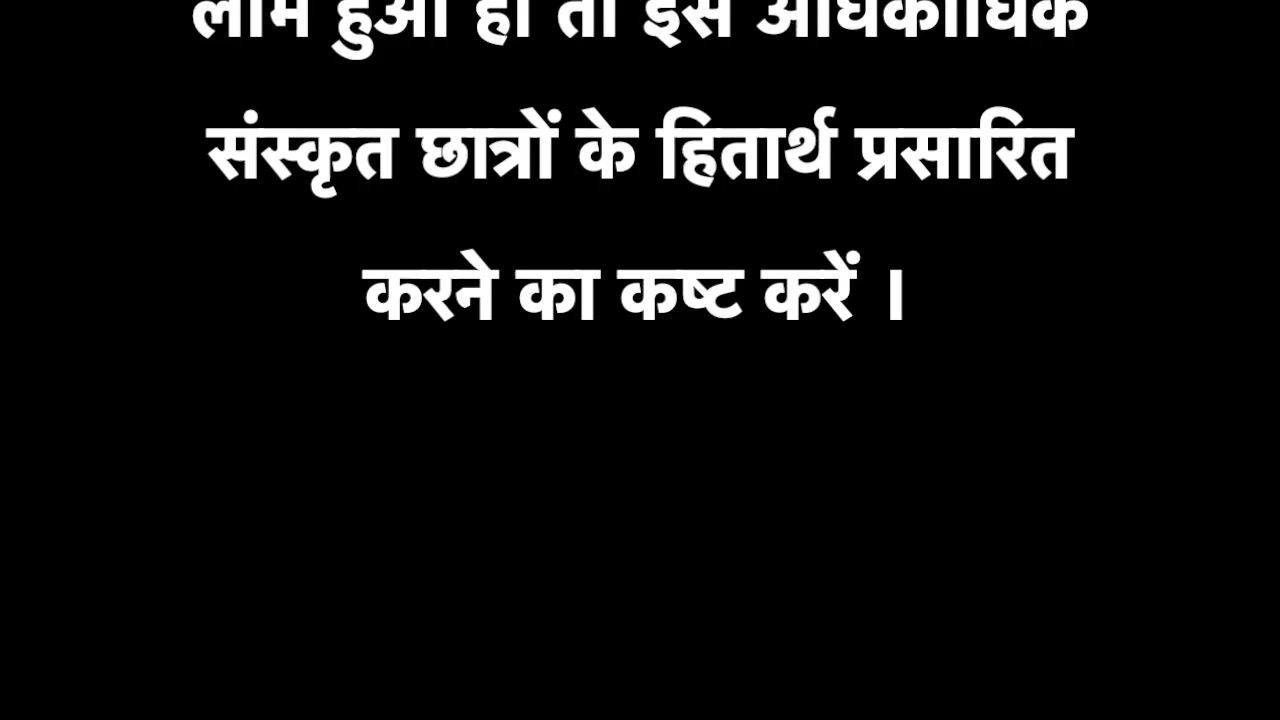 लाभ हुआ हो तो इसे अधिकाधिक
संस्कृत छात्रों के हितार्थ प्रसारित
करने का कष्ट करें ।